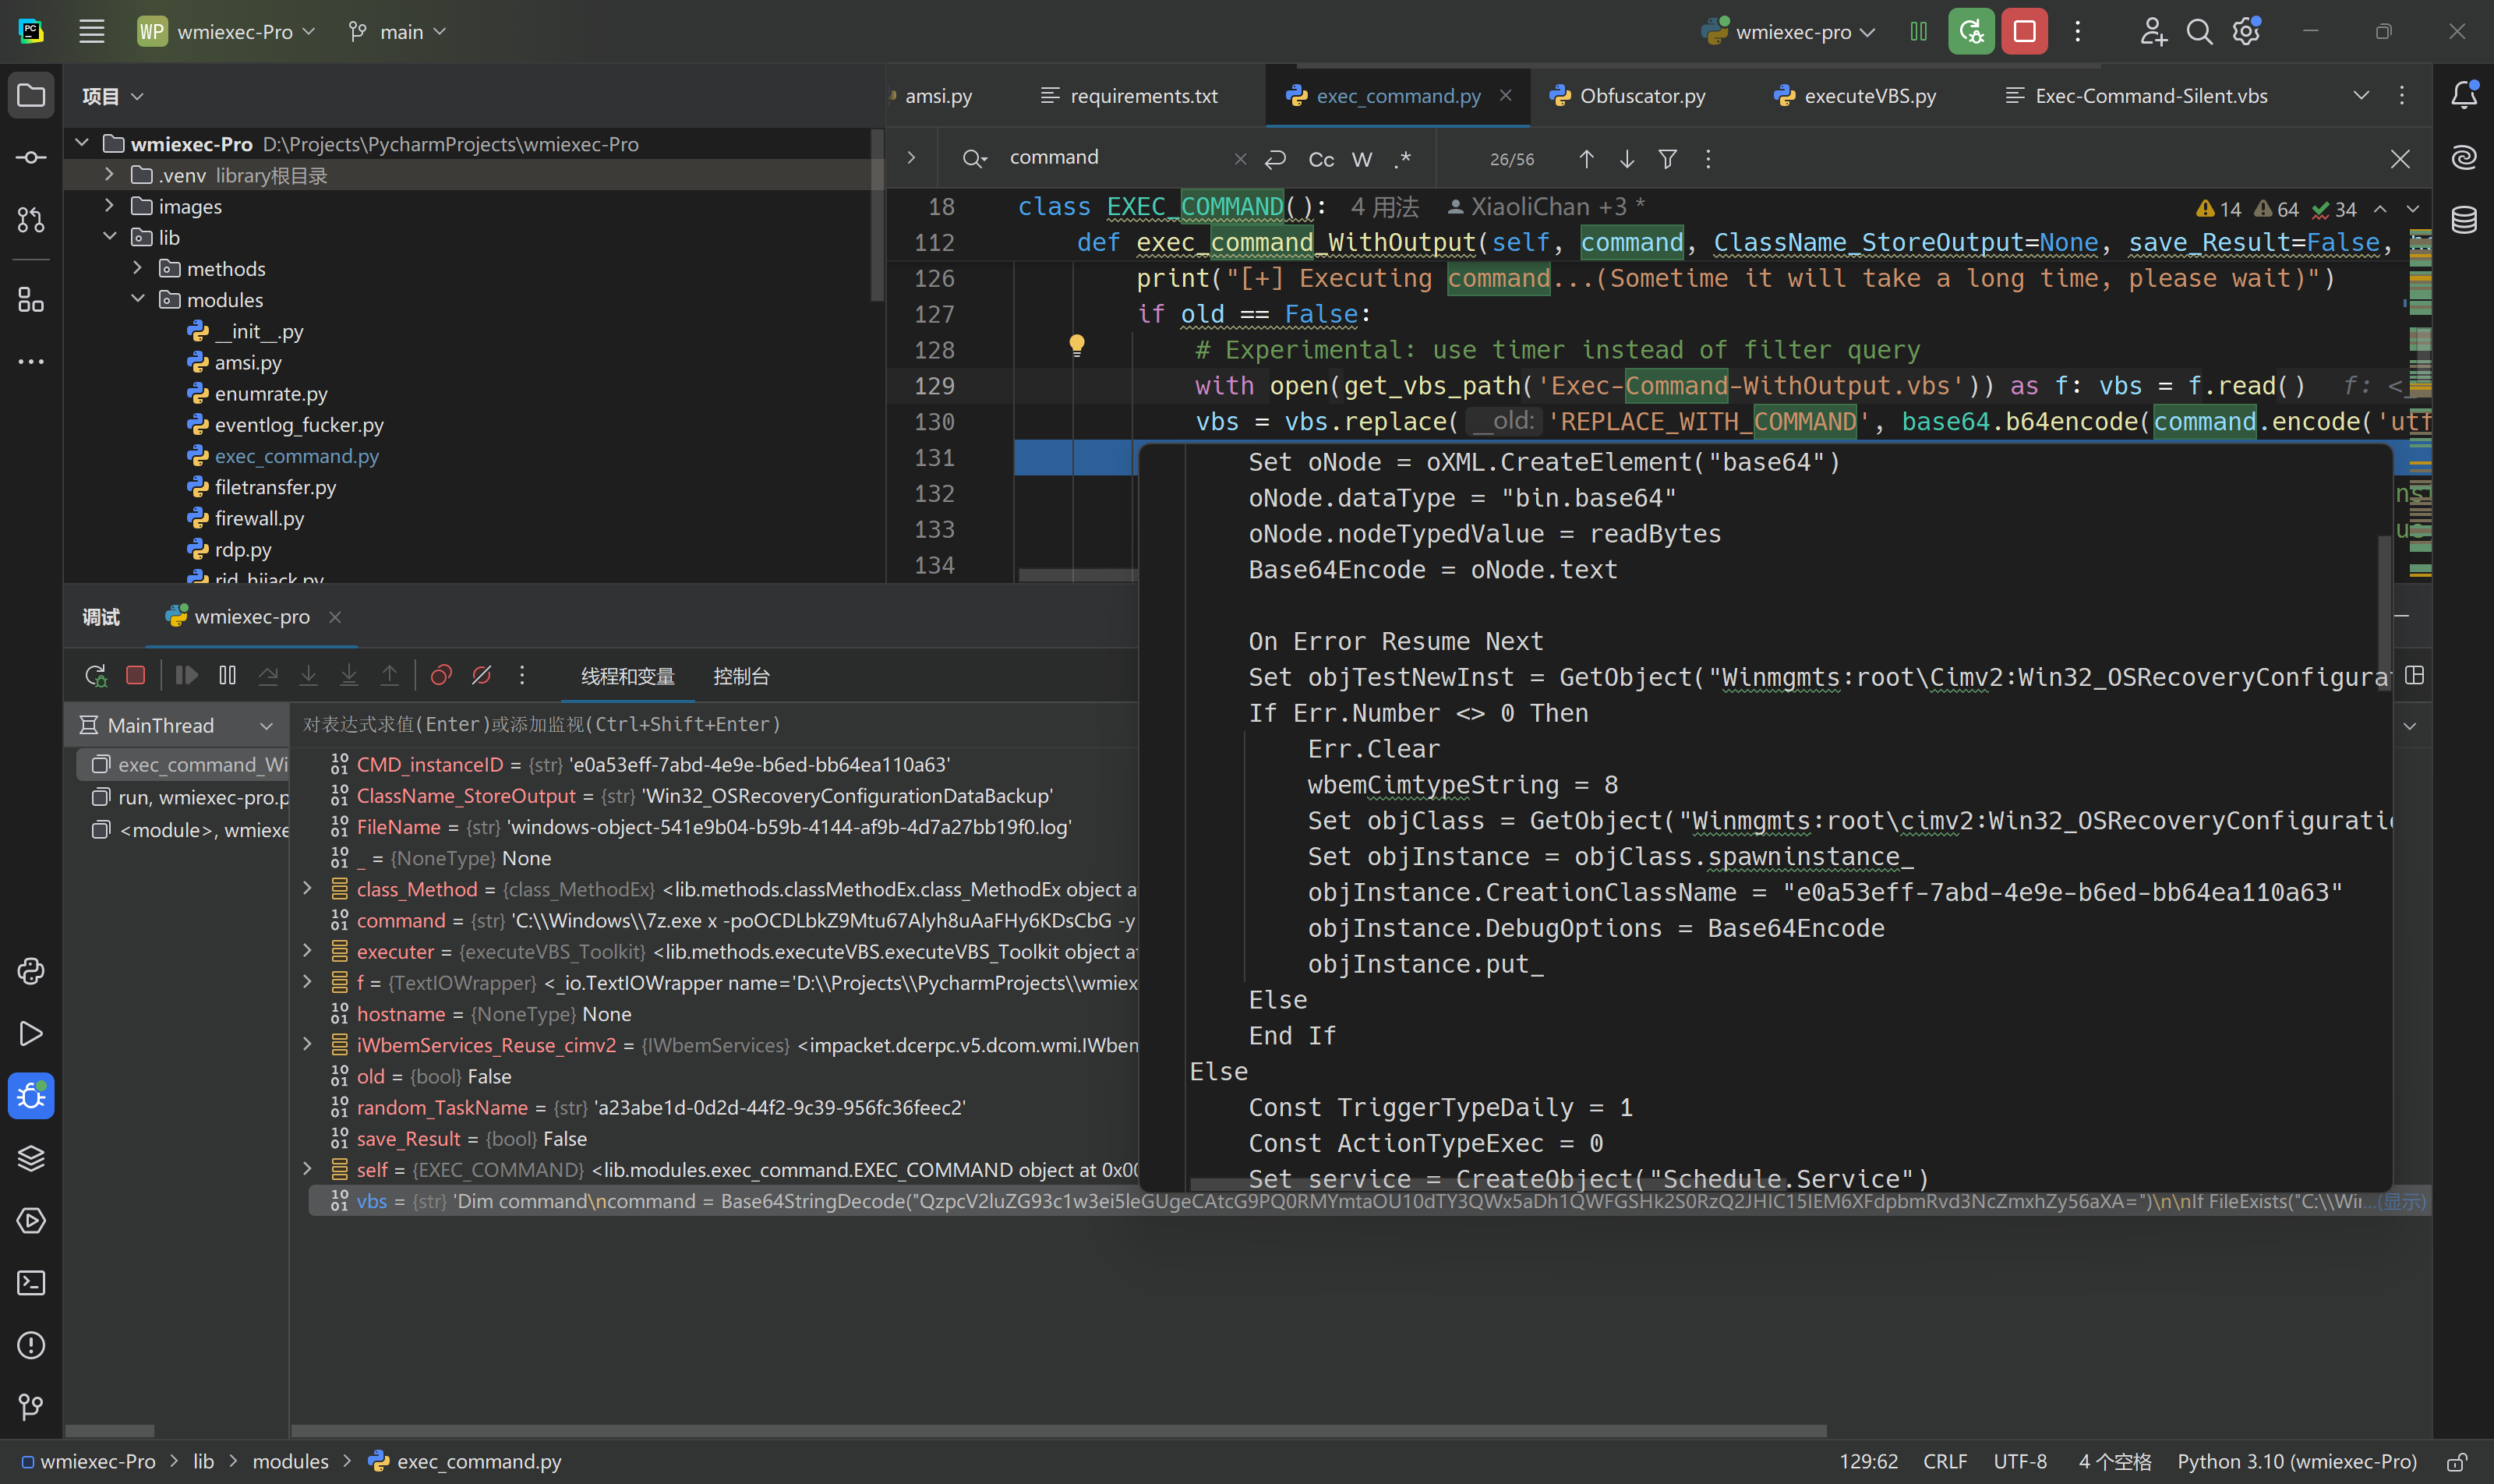 PC
WP wmiexec-Pro
main
wmiexec-pro
项目
amsi.py
requirements.txt
exec_command.py
Obfuscator.py
executeVBS.py
Exec-Command-Silent.vbs
wmiexec-Pro D:\Projects\PycharmProjects\wmiexec-Pro
.venv library根目录
images
lib
methods
modules
__init__.py
amsi.py
enumrate.py
eventlog_fucker.py
exec_command.py
filetransfer.py
firewall.py
rdp.py
rid_hijack.py
command
Cc W .*
26/56
18 class EXEC_COMMAND(): 4 用法 XiaoliChan +3 *
14 64 34
112 def exec_command_WithOutput(self, command, ClassName_StoreOutput=None, save_Result=False,
126 print("[+] Executing command...(Sometime it will take a long time, please wait)")
127 if old == False:
128 # Experimental: use timer instead of filter query
129 with open(get_vbs_path('Exec-Command-WithOutput.vbs')) as f: vbs = f.read() f: <
130 vbs = vbs.replace( __old: 'REPLACE_WITH_COMMAND', base64.b64encode(command.encode('utf
131
132
133
134
Set oNode = oXML.CreateElement("base64")
oNode.dataType = "bin.base64"
oNode.nodeTypedValue = readBytes
Base64Encode = oNode.text
On Error Resume Next
Set objTestNewInst = GetObject("Winmgmts:root\Cimv2:Win32_OSRecoveryConfigura
If Err.Number <> 0 Then
Err.Clear
wbemCimtypeString = 8
Set objClass = GetObject("Winmgmts:root\cimv2:Win32_OSRecoveryConfigurati
Set objInstance = objClass.spawninstance_
objInstance.CreationClassName = "e0a53eff-7abd-4e9e-b6ed-bb64ea110a63"
objInstance.DebugOptions = Base64Encode
objInstance.put_
Else
End If
Else
Const TriggerTypeDaily = 1
Const ActionTypeExec = 0
Set service = CreateObject("Schedule.Service")
调试
wmiexec-pro
线程和变量
控制台
MainThread
对表达式求值(Enter)或添加监视(Ctrl+Shift+Enter)
exec_command_Wi
run, wmiexec-pro.p
<module>, wmiexe
CMD_instanceID = {str} 'e0a53eff-7abd-4e9e-b6ed-bb64ea110a63'
ClassName_StoreOutput = {str} 'Win32_OSRecoveryConfigurationDataBackup'
FileName = {str} 'windows-object-541e9b04-b59b-4144-af9b-4d7a27bb19f0.log'
_ = {NoneType} None
class_Method = {class_MethodEx} <lib.methods.classMethodEx.class_MethodEx object a
command = {str} 'C:\\Windows\\7z.exe x -poOCDLbkZ9Mtu67Alyh8uAaFHy6KDsCbG -y
executer = {executeVBS_Toolkit} <lib.methods.executeVBS.executeVBS_Toolkit object at
f = {TextIOWrapper} <_io.TextIOWrapper name='D:\\Projects\\PycharmProjects\\wmiex
hostname = {NoneType} None
iWbemServices_Reuse_cimv2 = {IWbemServices} <impacket.dcerpc.v5.dcom.wmi.IWben
old = {bool} False
random_TaskName = {str} 'a23abe1d-0d2d-44f2-9c39-956fc36feec2'
save_Result = {bool} False
self = {EXEC_COMMAND} <lib.modules.exec_command.EXEC_COMMAND object at 0x00
vbs = {str} 'Dim command\ncommand = Base64StringDecode("QzpcV2luZG93c1w3ei5leGUgeCAtcG9PQ0RMYmtaOU10dTY3QWx5aDh1QWFGSHk2S0RzQ2JHIC15IEM6XFdpbmRvd3NcZmxhZy56aXA=")\n\nIf FileExists("C:\\Wir...(显示)
wmiexec-Pro > lib > modules > exec_command.py
129:62 CRLF UTF-8 4 个空格 Python 3.10 (wmiexec-Pro)